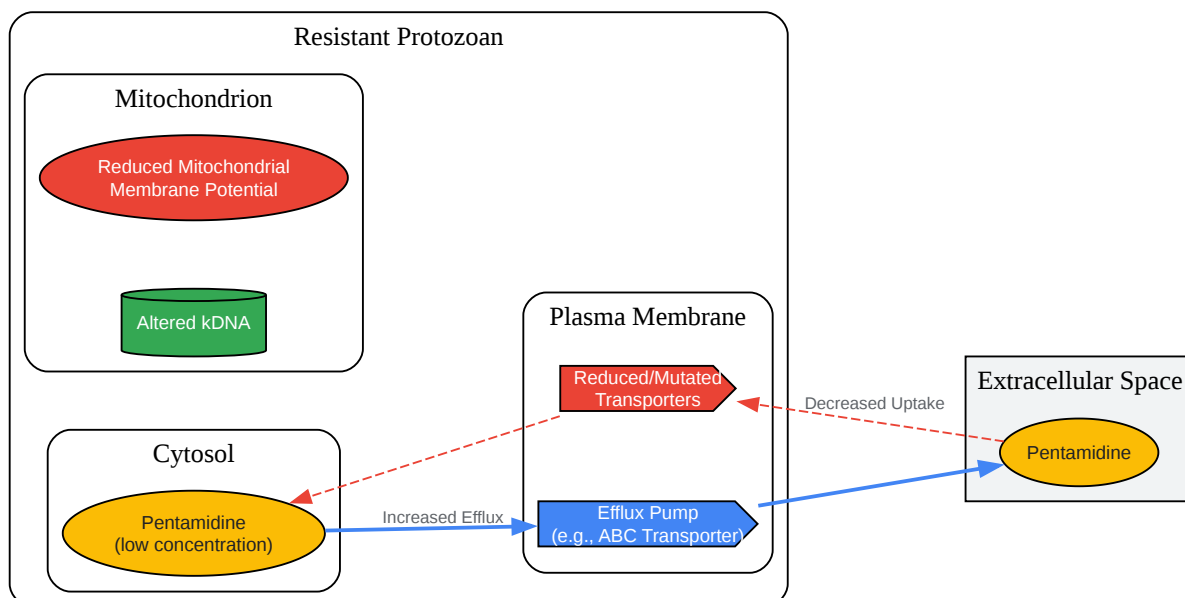 Resistant Protozoan
Mitochondrion
Reduced Mitochondrial
Membrane Potential
Altered kDNA
Plasma Membrane
Reduced/Mutated
Transporters
Decreased Uptake
Extracellular Space
Pentamidine
Cytosol
Pentamidine
(low concentration)
Increased Efflux
Efflux Pump
(e.g., ABC Transporter)